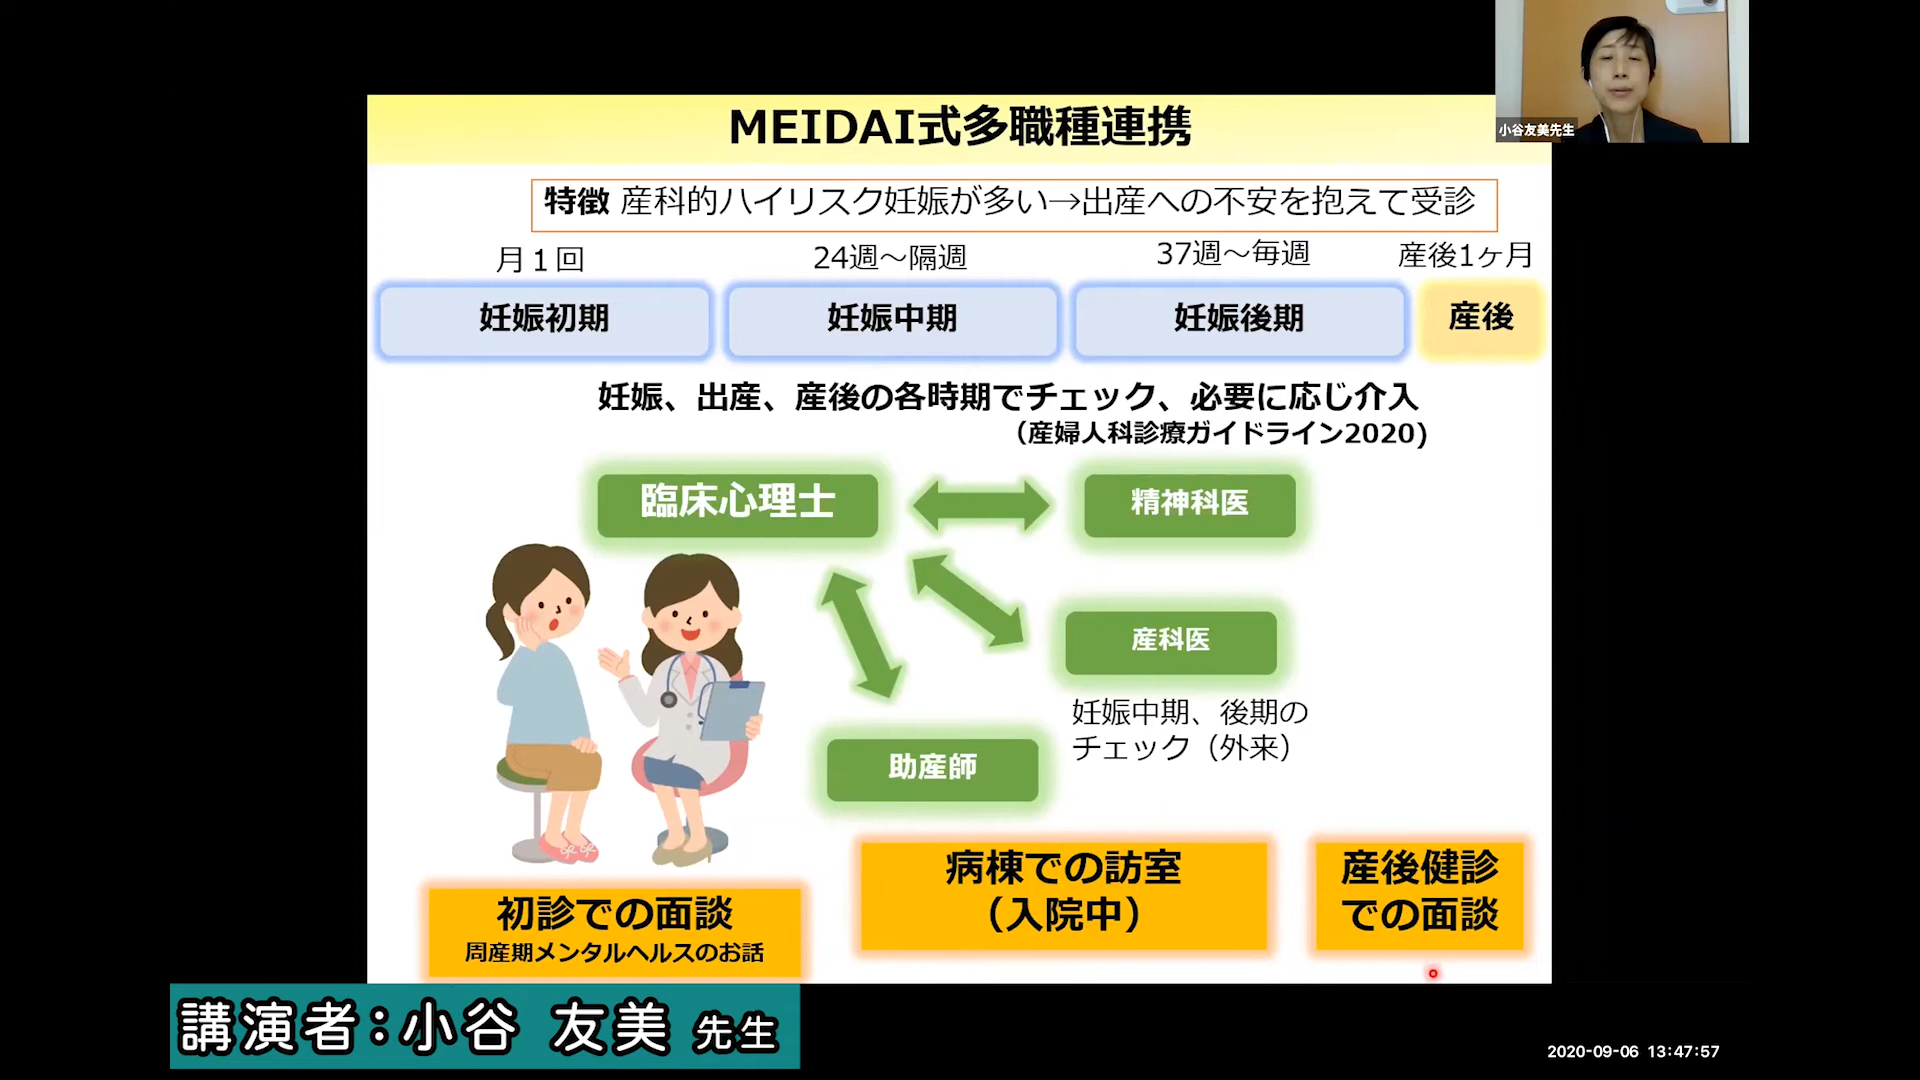 MEIDAI式多職種連携
小谷友美先生
特徴 産科的ハイリスク妊娠が多い→出産への不安を抱えて受診
月1回
24週～隔週
37週～毎週
産後1ヶ月
妊娠初期
妊娠中期
妊娠後期
産後
妊娠、出産、産後の各時期でチェック、必要に応じ介入
（産婦人科診療ガイドライン2020)
臨床心理士
精神科医
産科医
妊娠中期、後期の
チェック（外来）
助産師
初診での面談
周産期メンタルヘルスのお話
病棟での訪室
（入院中）
産後健診
での面談
講演者：小谷 友美 先生
2020-09-06 13:47:57